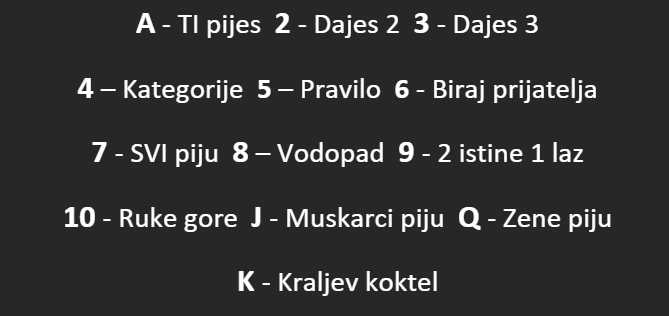 A - TI pijes 2 - Dajes 2 3 - Dajes 3
4 – Kategorije 5 – Pravilo 6 - Biraj prijatelja
7 - SVI piju 8 – Vodopad 9 - 2 istine 1 laz
10 - Ruke gore J - Muskarci piju Q - Zene piju
K - Kraljev koktel